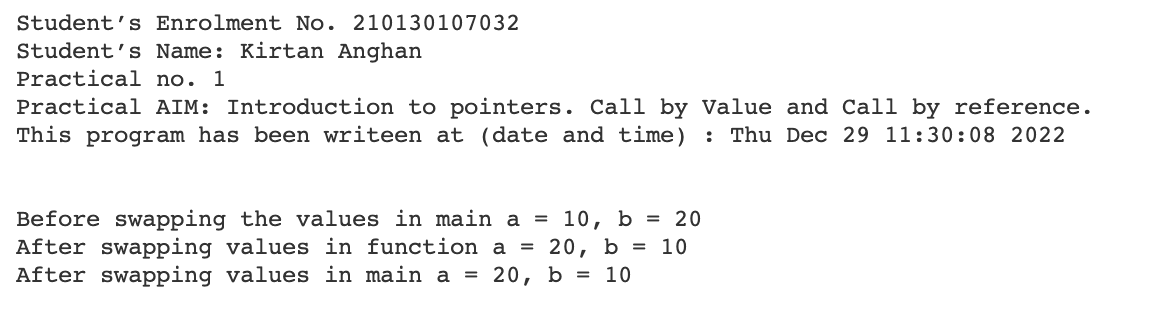 Student’s Enrolment No. 210130107032
Student’s Name: Kirtan Anghan
Practical no. 1
Practical AIM: Introduction to pointers. Call by Value and Call by reference.
This program has been writeen at (date and time) : Thu Dec 29 11:30:08 2022
Before swapping the values in main a = 10, b = 20
After swapping values in function a = 20, b = 10
After swapping values in main a = 20, b = 10